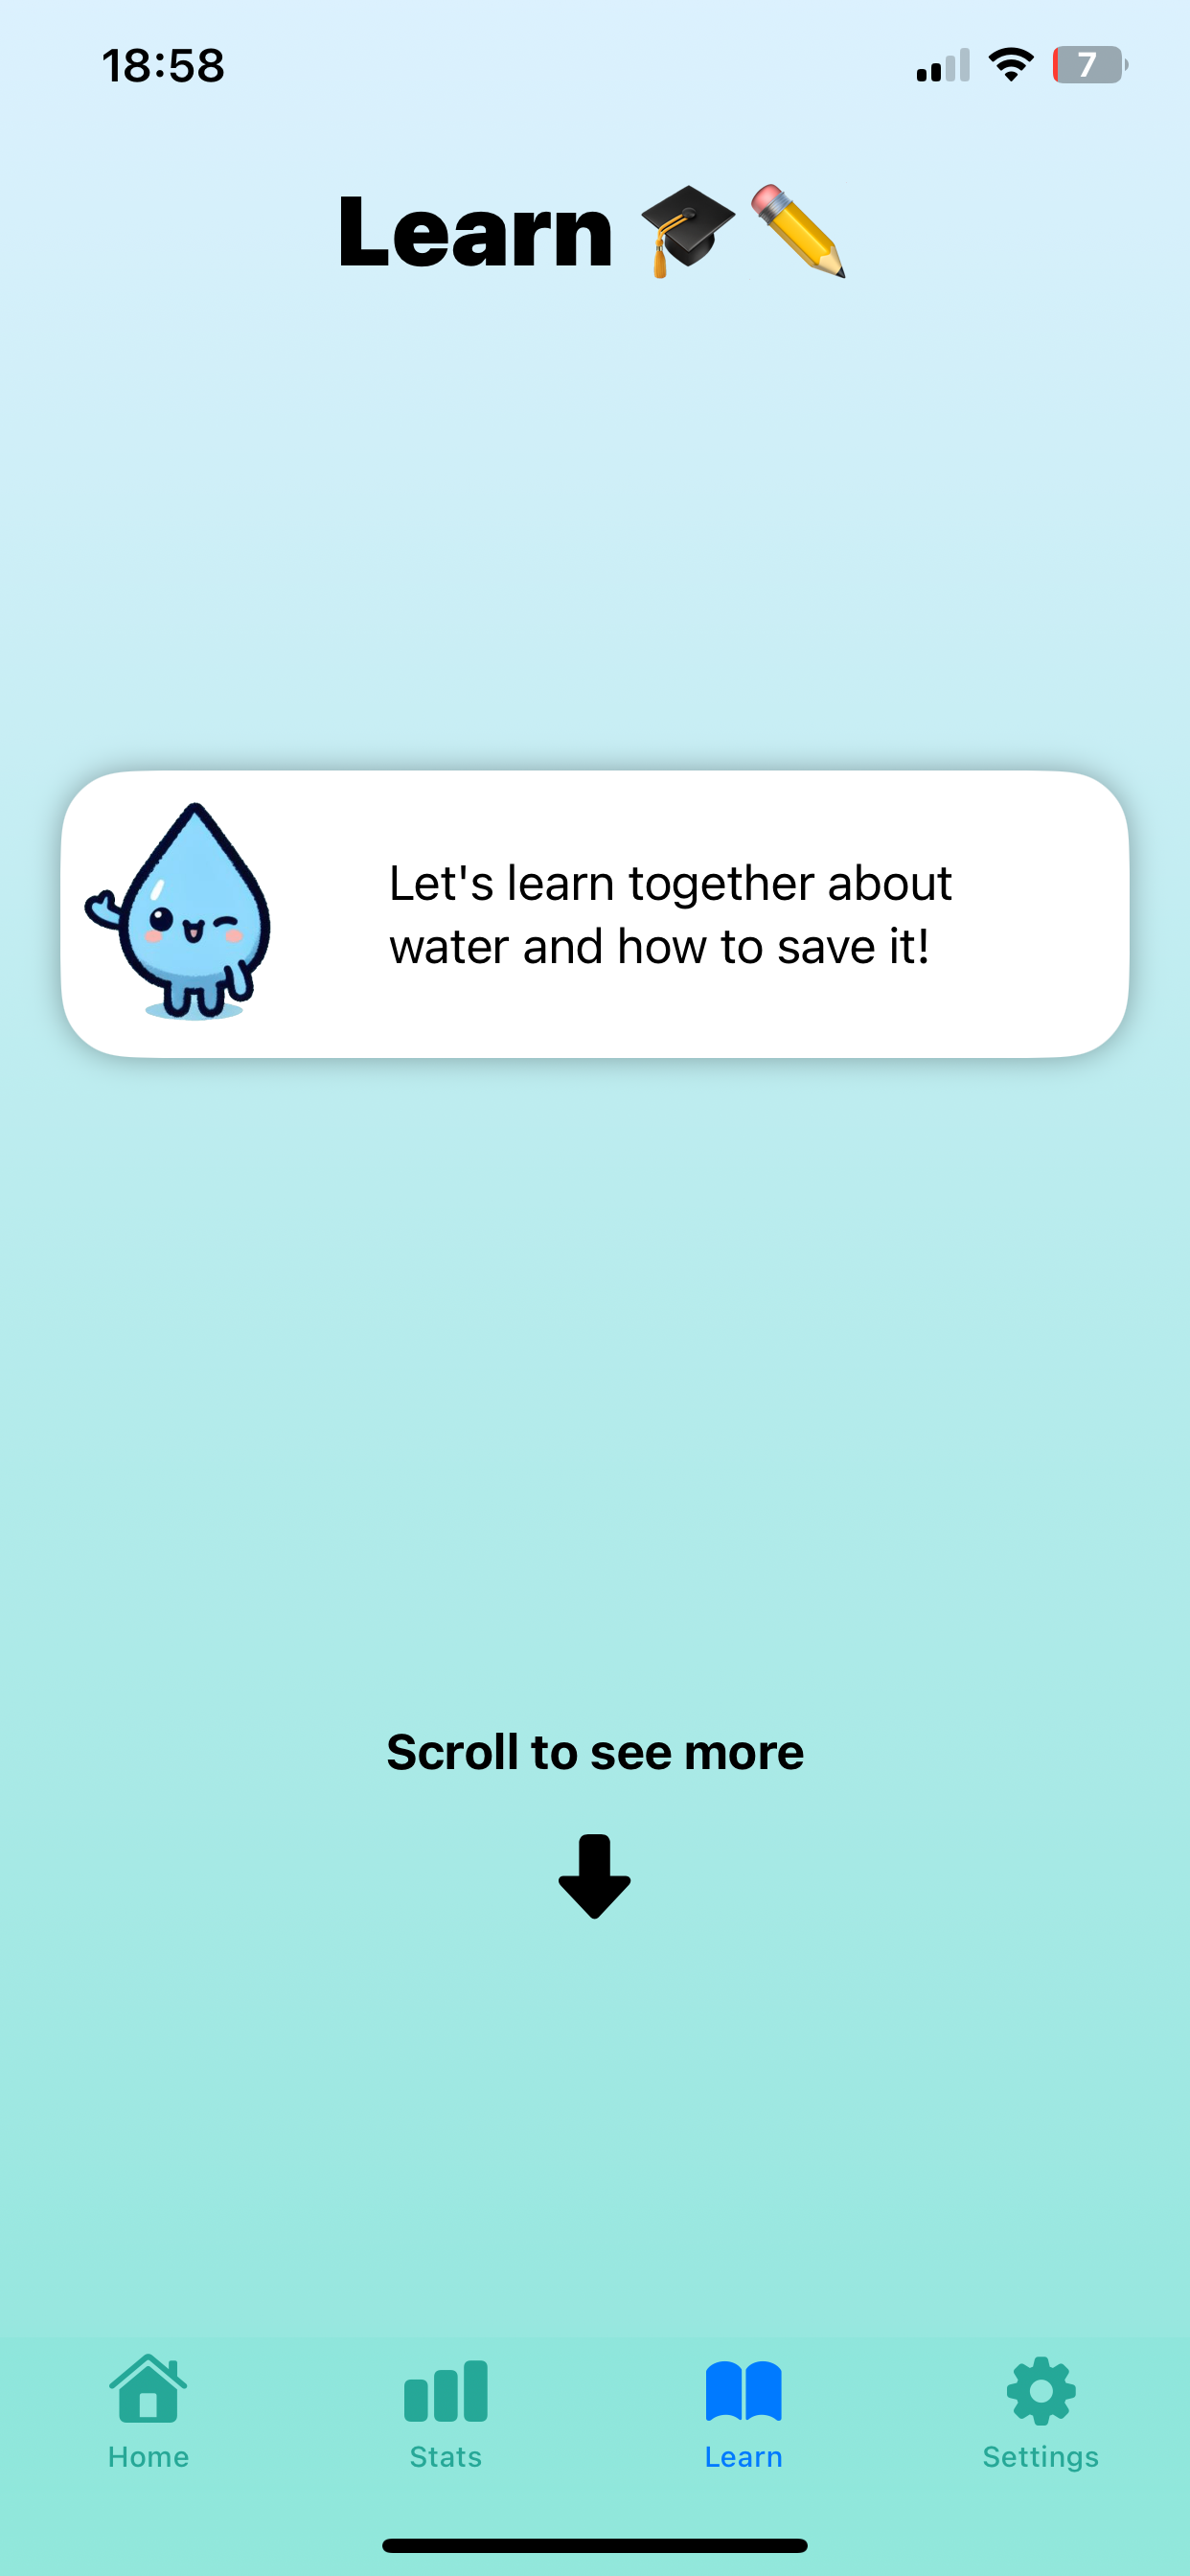 18:58
7
Learn 🎓✏️
Let's learn together about
water and how to save it!
Scroll to see more
Home
Stats
Learn
Settings